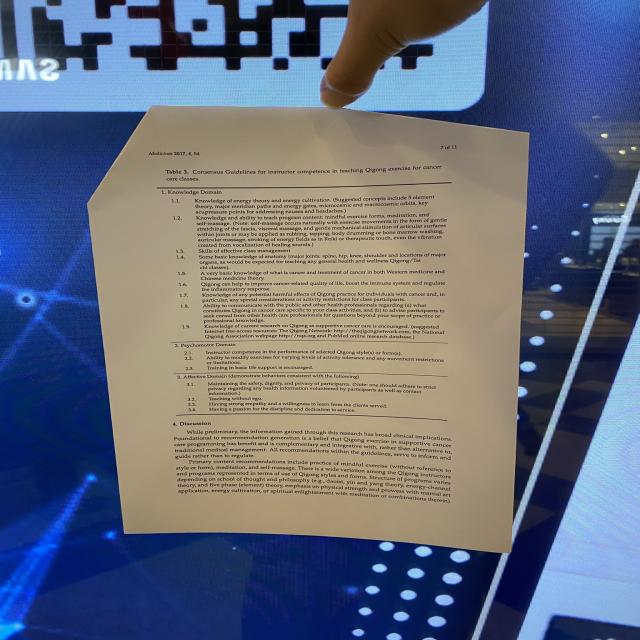 Medicines 2017, 4, 54
7 of 11
Table 3. Consensus Guidelines for instructor competence in teaching Qigong exercise for cancer
care classes.
1. Knowledge Domain
1.1. Knowledge of energy theory and energy cultivation. (Suggested concepts include 5 element
theory, major meridian paths and energy gates, microcosmic and macrocosmic orbits, key
acupressure points for addressing nausea and headaches.)
1.2. Knowledge and ability to teach program content: mindful exercise forms, meditation, and
self-massage. (Note: self-massage occurs naturally with exercise movements in the form of gentle
stretching of the fascia, visceral massage, and gentle mechanical stimulation of articular surfaces
within joints or may be applied as rubbing, tapping, body drumming or bone marrow washing,
auricular massage, smoking of energy fields as in Reiki or therapeutic touch, even the vibration
created from vocalization of healing sounds.)
1.3. Skills of effective class management
1.4. Some basic knowledge of anatomy (major joints: spine, hip, knee, shoulder and locations of major
organs, as would be expected for teaching any general health and wellness Qigong/Tai
chi classes).
1.5. A very basic knowledge of what is cancer and treatment of cancer in both Western medicine and
Chinese medicine theory
1.6. Qigong can help to improve cancer-related quality of life, boost the immune system and regulate
the inflammatory response.
1.7. Knowledge of any potential harmful affects of Qigong practice for individuals with cancer and, in
particular, any special considerations or activity restrictions for class participants.
1.8. Ability to communicate with the public and other health professionals regarding (i) what
constitutes Qigong in cancer care specific to your class activities, and (ii) to advise participants to
seek counsel from other health care professionals for questions beyond your scope of practice or
professional knowledge.
1.9. Knowledge of current research on Qigong as supportive cancer care is encouraged. (suggested
Internet free-access resources: The Qigong Network: http://theqigongnetwork.com, the National
Qigong Association webpage http://nqa.org and PubMed online research database.)
2. Psychomotor Domain
2.1. Instructor competence in the performance of selected Qigong style(s) or form(s).
2.2. Ability to modify exercises for varying levels of activity tolerance and any movement restrictions
or limitations.
2.3. Training in basic life support is encouraged.
3. Affective Domain (demonstrate behaviors consistent with the following)
3.1. Maintaining the safety, dignity, and privacy of participants. (Note: one should adhere to strict
privacy regarding any health information volunteered by participants as well as contact
information.)
3.2. Teaching without ego.
3.3. Having strong empathy and a willingness to learn from the clients served.
3.4. Having a passion for the discipline and dedication to service.
4. Discussion
While preliminary, the information gained through this research has broad clinical implications.
Foundational to recommendation generation is a belief that Qigong exercise in supportive cancer
care programming has benefit and is complementary and integrative with, rather than alternative to,
traditional medical management. All recommendations within the guidelines, serve to inform and
guide rather than to regulate.
Primary content recommendations include practice of mindful exercise (without reference to
style or form), meditation, and self-massage. There is a wide variation among the Qigong instructors
and programs represented in terms of use of Qigong styles and forms. Structure of programs varies
depending on school of thought and philosophy (e.g., daoist, yin and yang theory, energy-channel
theory, and five phase (element) theory, emphasis on physical strength and prowess with martial art
application, energy cultivation, or spiritual enlightenment with meditation or combinations therein).